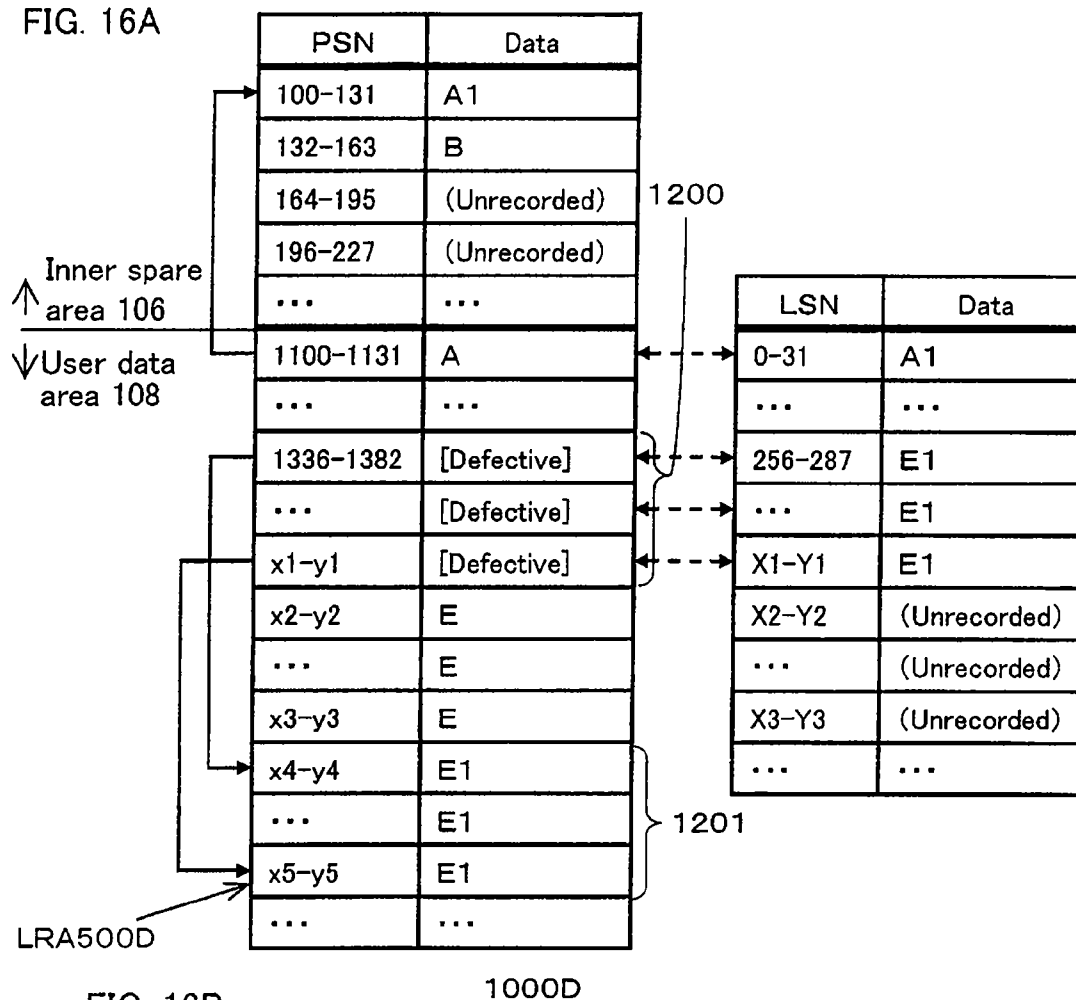 FIG. 16A
PSN Data
100-131 A1
132-163 B
164-195 (Unrecorded)
196-227 (Unrecorded)
... ...
1100-1131 A
... ...
1336-1382 [Defective]
... [Defective]
x1-y1 [Defective]
x2-y2 E
... E
x3-y3 E
x4-y4 E1
... E1
x5-y5 E1
... ...
Inner spare
area 106
User data
area 108
1200
LSN Data
0-31 A1
... ...
256-287 E1
... E1
X1-Y1 E1
X2-Y2 (Unrecorded)
... (Unrecorded)
X3-Y3 (Unrecorded)
... ...
1201
LRA500D
1000D